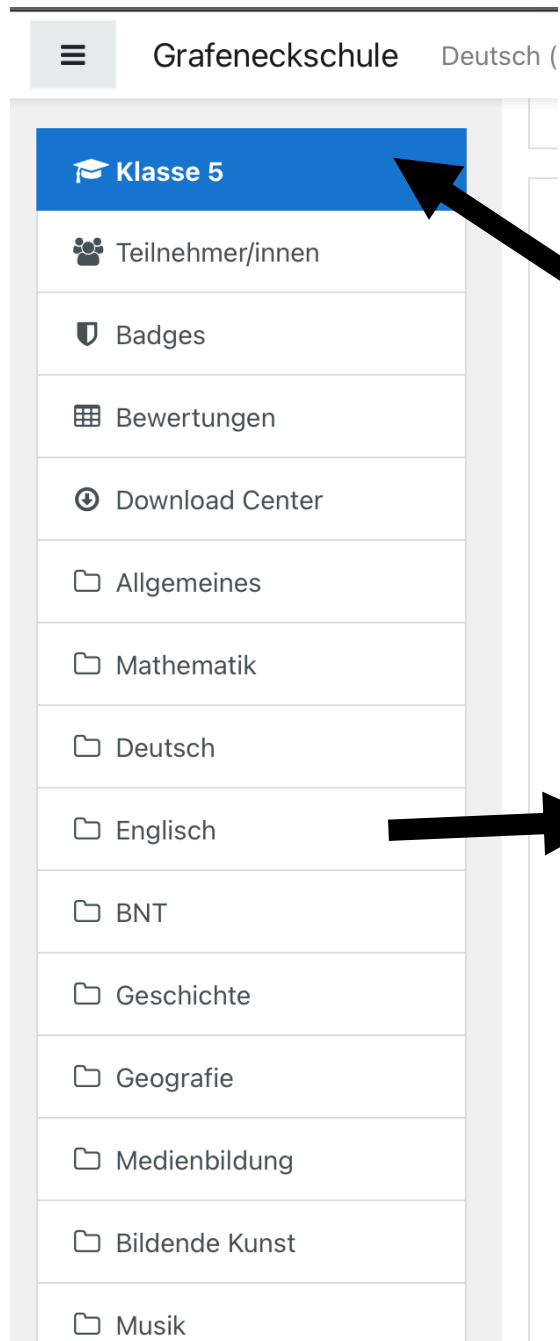 Grafeneckschule Deutsch (
Klasse 5
Teilnehmer/innen
Badges
Bewertungen
Download Center
Allgemeines
Mathematik
Deutsch
Englisch
BNT
Geschichte
Geografie
Medienbildung
Bildende Kunst
Musik